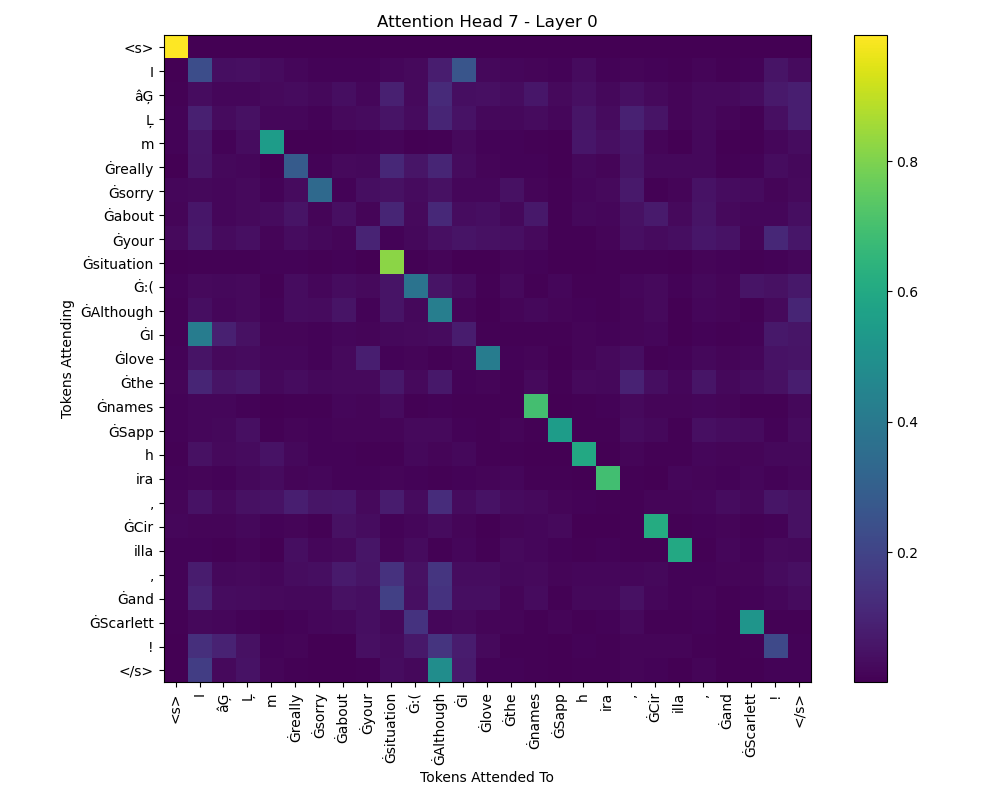 Attention Head 7 - Layer 0
<s>
I
âĢ
Ļ
m
Ġreally
Ġsorry
Ġabout
Ġyour
Ġsituation
Ġ:(
ĠAlthough
ĠI
Ġlove
Ġthe
Ġnames
ĠSapp
h
ira
,
ĠCir
illa
,
Ġand
ĠScarlett
!
</s>
Tokens Attending
<s>
I
âĢ
Ļ
m
Ġreally
Ġsorry
Ġabout
Ġyour
Ġsituation
Ġ:(
ĠAlthough
ĠI
Ġlove
Ġthe
Ġnames
ĠSapp
h
ira
,
ĠCir
illa
,
Ġand
ĠScarlett
!
</s>
Tokens Attended To
0.8
0.6
0.4
0.2